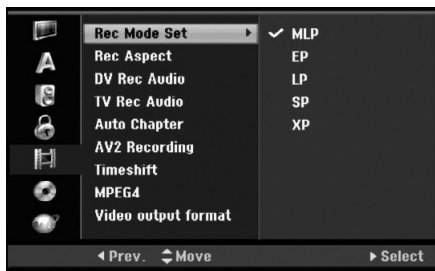 Rec Mode Set
MLP
Rec Aspect
EP
DV Rec Audio
LP
TV Rec Audio
SP
Auto Chapter
XP
AV2 Recording
Timeshift
MPEG4
Video output format
Prev. Move Select